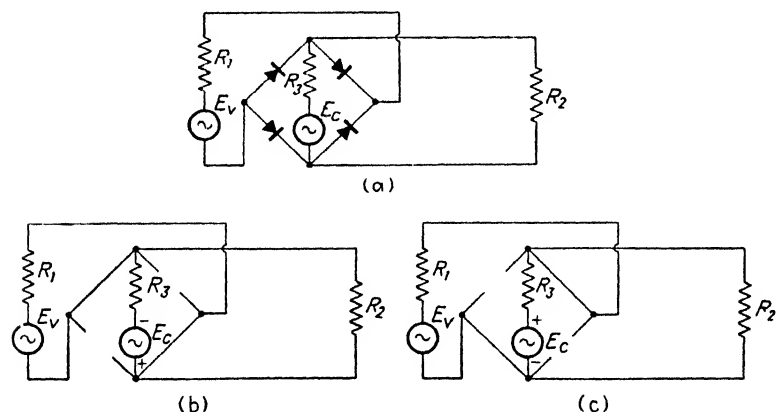 R1
R3
R2
Ev
Ec
(a)
R1
R3
R2
Ev
-
Ec
+
(b)
R1
R3
R2
Ev
+
Ec
-
(c)